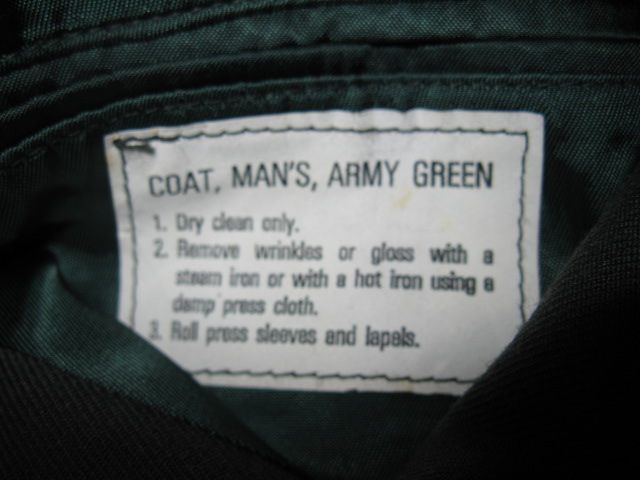 COAT, MAN'S, ARMY GREEN
1. Dry clean only.
2. Remove wrinkles or gloss with a
steam iron or with a hot iron using a
damp press cloth.
3. Roll press sleeves and lapels.